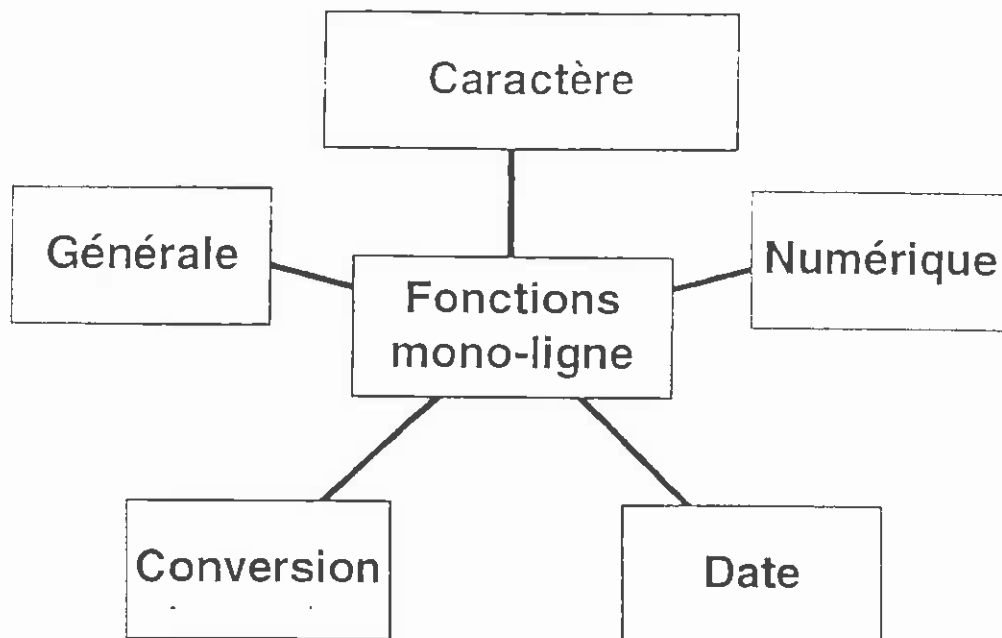 Caractère
Générale
Numérique
Fonctions
mono-ligne
Conversion
Date